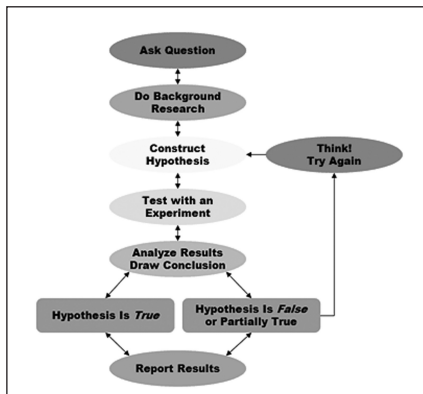 Ask Question
Do Background
Research
Construct
Hypothesis
Think!
Try Again
Test with an
Experiment
Analyze Results
Draw Conclusion
Hypothesis Is True
Hypothesis Is False
or Partially True
Report Results